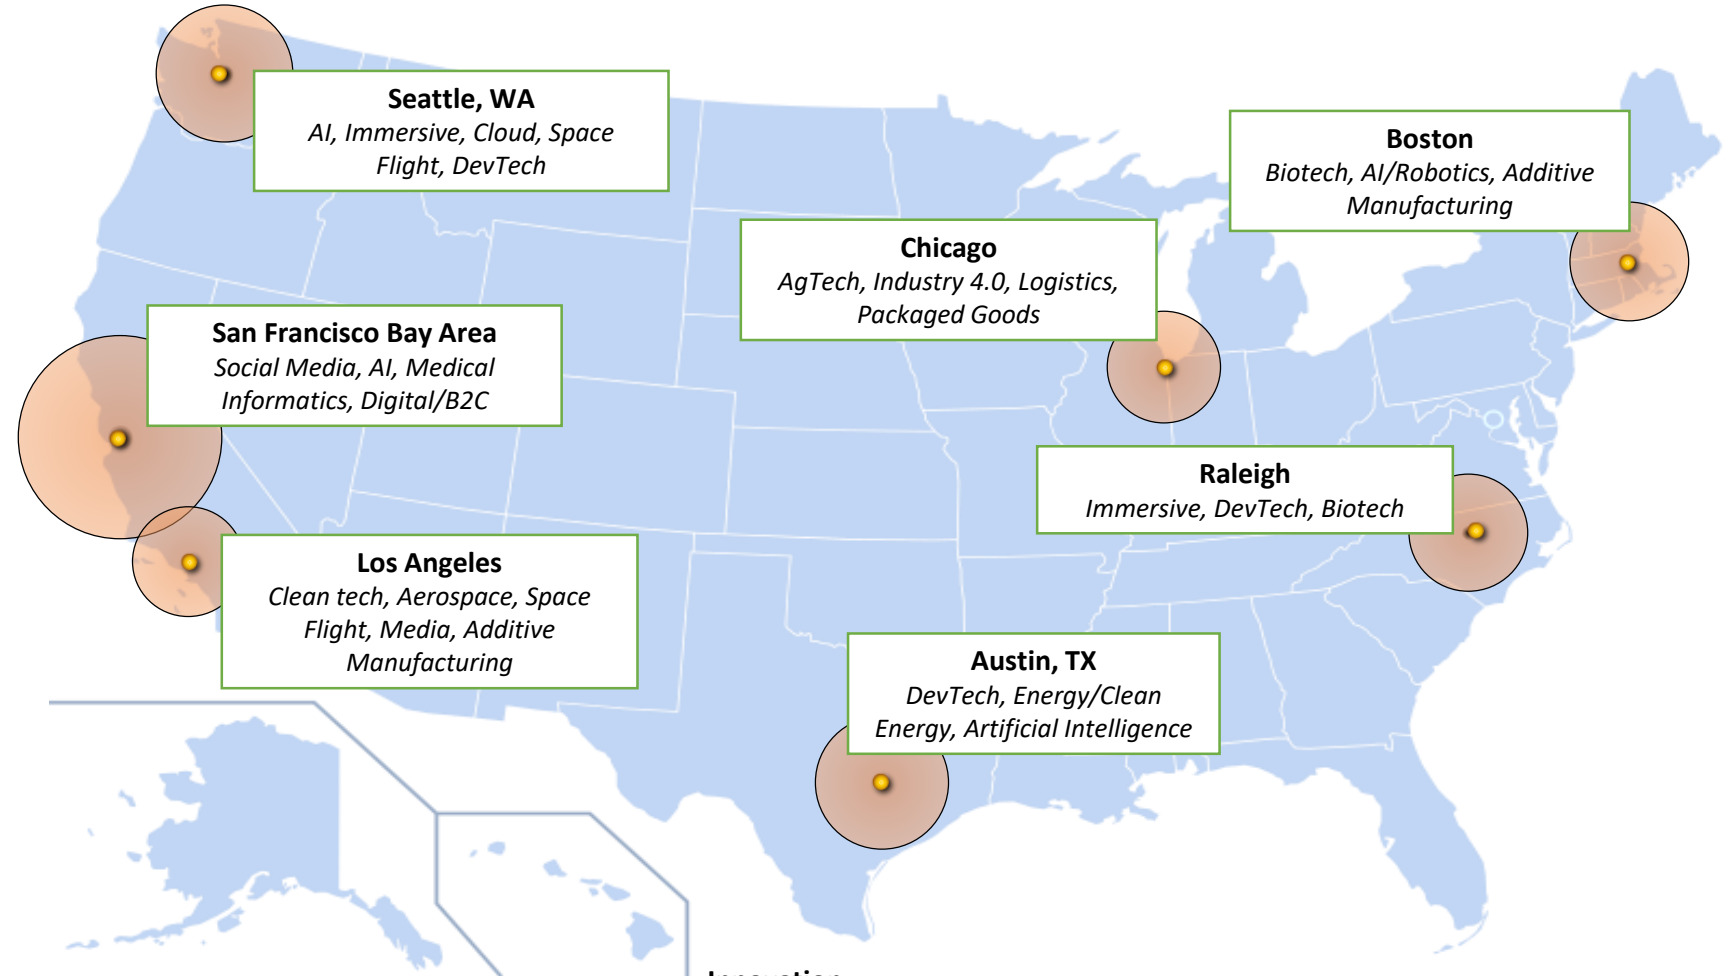 Seattle, WA
AI, Immersive, Cloud, Space
Flight, DevTech
Boston
Biotech, AI/Robotics, Additive
Manufacturing
Chicago
AgTech, Industry 4.0, Logistics,
Packaged Goods
San Francisco Bay Area
Social Media, AI, Medical
Informatics, Digital/B2C
Raleigh
Immersive, DevTech, Biotech
Los Angeles
Clean tech, Aerospace, Space
Flight, Media, Additive
Manufacturing
Austin, TX
DevTech, Energy/Clean
Energy, Artificial Intelligence
Innovation